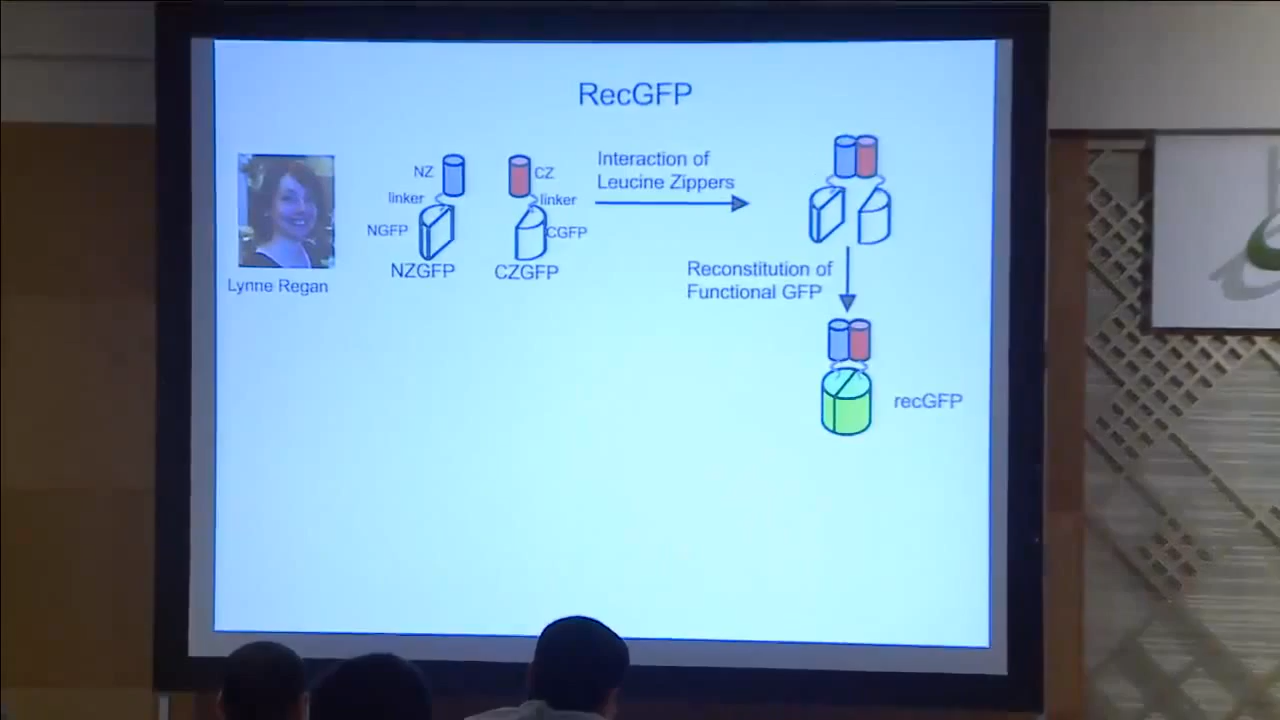 RecGFP
Lynne Regan
NZ
linker
NGFP
NZGFP
CZ
linker
CGFP
CZGFP
Interaction of
Leucine Zippers
Reconstitution of
Functional GFP
recGFP